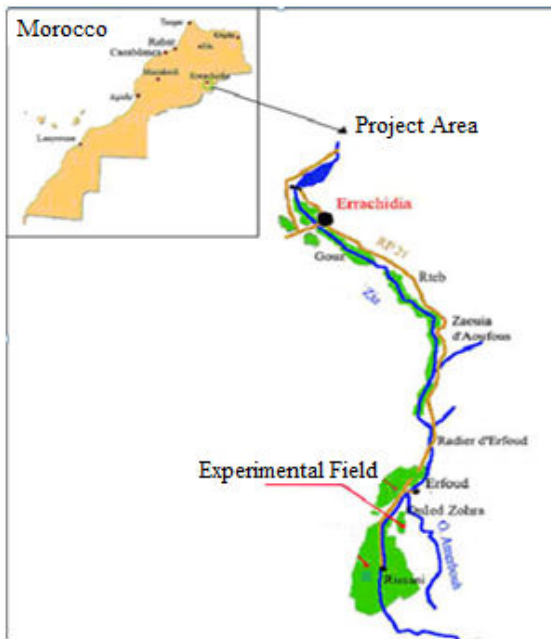 Morocco
Tanger
Rabat
Casablanca
Marrakech
Errachidia
Agadir
Laayoune
Project Area
Errachidia
RP 21
Gour
Rteb
Ziz
Zaouia
d'Aoufous
Radier d'Erfoud
Experimental Field
Erfoud
Ouled Zohra
O. Amerbouh
Rissani